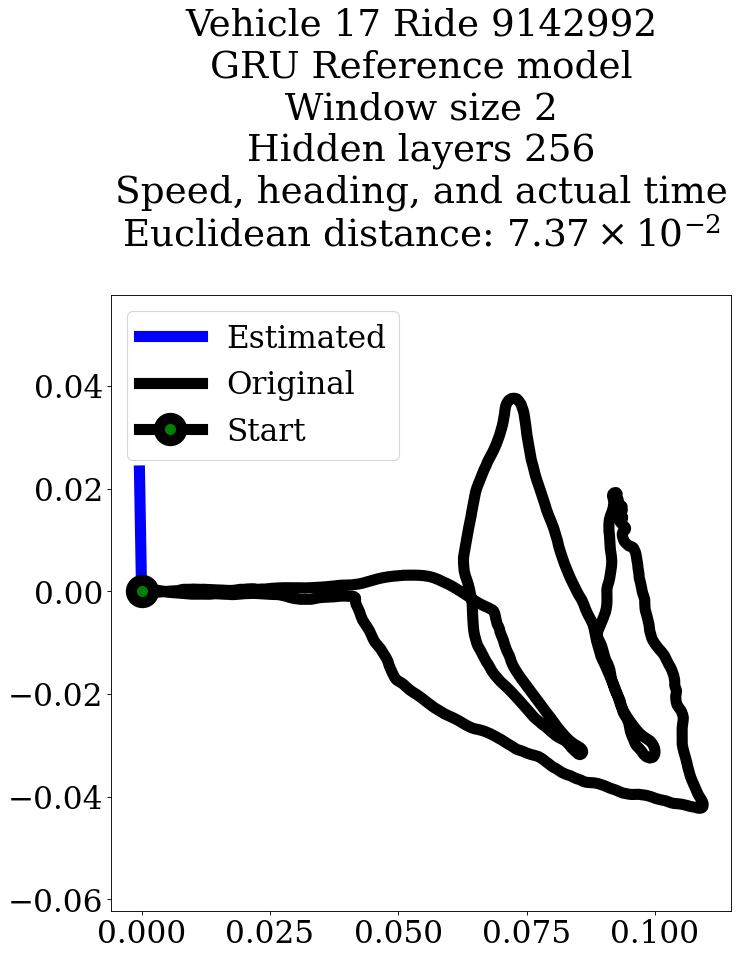 Vehicle 17 Ride 9142992
GRU Reference model
Window size 2
Hidden layers 256
Speed, heading, and actual time
Euclidean distance: 7.37 × 10⁻²
Estimated
Original
Start
0.04
0.02
0.00
−0.02
−0.04
−0.06
0.000 0.025 0.050 0.075 0.100